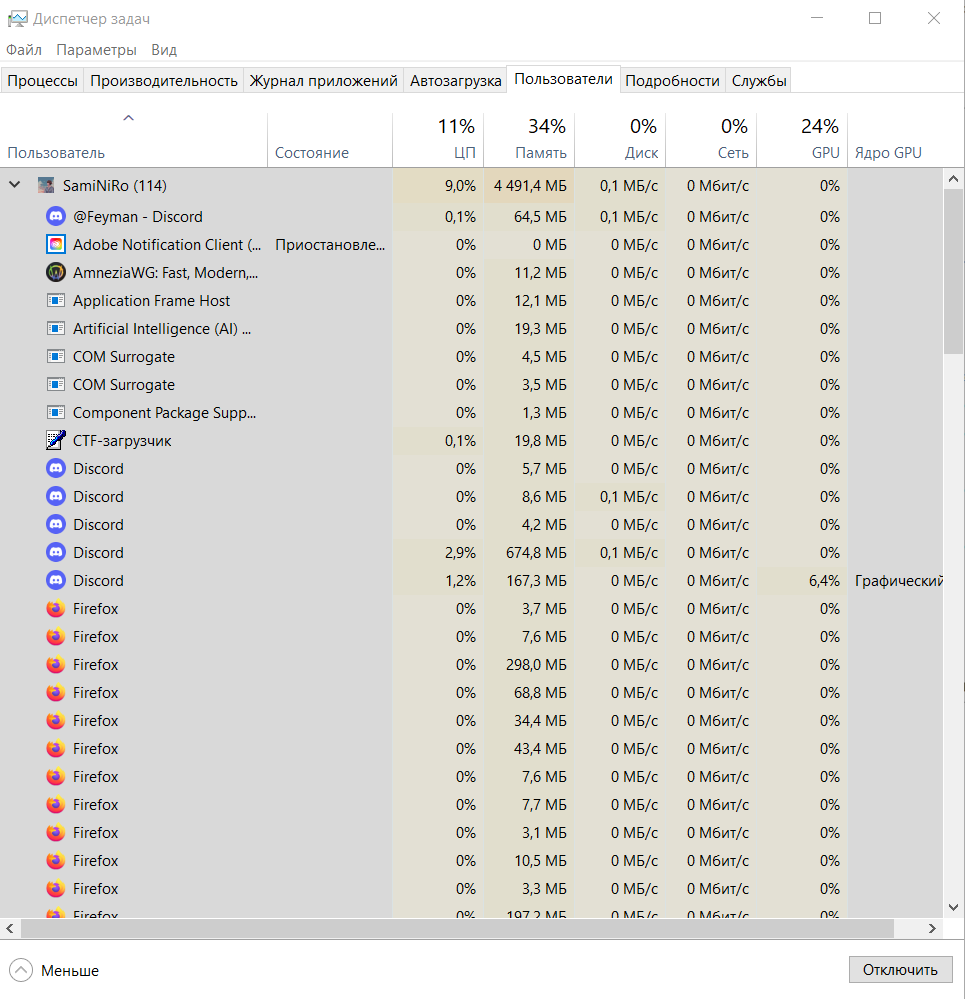 Диспетчер задач
Файл Параметры Вид
Процессы Производительность Журнал приложений Автозагрузка Пользователи Подробности Службы
11% 34% 0% 0% 24%
Пользователь Состояние ЦП Память Диск Сеть GPU Ядро GPU
SamiNiRo (114) 9,0% 4 491,4 МБ 0,1 МБ/с 0 Мбит/с 0%
@Feyman - Discord 0,1% 64,5 МБ 0,1 МБ/с 0 Мбит/с 0%
Adobe Notification Client (... Приостановле... 0% 0 МБ 0 МБ/с 0 Мбит/с 0%
AmneziaWG: Fast, Modern,... 0% 11,2 МБ 0 МБ/с 0 Мбит/с 0%
Application Frame Host 0% 12,1 МБ 0 МБ/с 0 Мбит/с 0%
Artificial Intelligence (AI) ... 0% 19,3 МБ 0 МБ/с 0 Мбит/с 0%
COM Surrogate 0% 4,5 МБ 0 МБ/с 0 Мбит/с 0%
COM Surrogate 0% 3,5 МБ 0 МБ/с 0 Мбит/с 0%
Component Package Supp... 0% 1,3 МБ 0 МБ/с 0 Мбит/с 0%
CTF-загрузчик 0,1% 19,8 МБ 0 МБ/с 0 Мбит/с 0%
Discord 0% 5,7 МБ 0 МБ/с 0 Мбит/с 0%
Discord 0% 8,6 МБ 0,1 МБ/с 0 Мбит/с 0%
Discord 0% 4,2 МБ 0 МБ/с 0 Мбит/с 0%
Discord 2,9% 674,8 МБ 0,1 МБ/с 0 Мбит/с 0%
Discord 1,2% 167,3 МБ 0 МБ/с 0 Мбит/с 6,4% Графический
Firefox 0% 3,7 МБ 0 МБ/с 0 Мбит/с 0%
Firefox 0% 7,6 МБ 0 МБ/с 0 Мбит/с 0%
Firefox 0% 298,0 МБ 0 МБ/с 0 Мбит/с 0%
Firefox 0% 68,8 МБ 0 МБ/с 0 Мбит/с 0%
Firefox 0% 34,4 МБ 0 МБ/с 0 Мбит/с 0%
Firefox 0% 43,4 МБ 0 МБ/с 0 Мбит/с 0%
Firefox 0% 7,6 МБ 0 МБ/с 0 Мбит/с 0%
Firefox 0% 7,7 МБ 0 МБ/с 0 Мбит/с 0%
Firefox 0% 3,1 МБ 0 МБ/с 0 Мбит/с 0%
Firefox 0% 10,5 МБ 0 МБ/с 0 Мбит/с 0%
Firefox 0% 3,3 МБ 0 МБ/с 0 Мбит/с 0%
Firefox 0% 197,2 МБ 0 МБ/с 0 Мбит/с 0%
Меньше Отключить